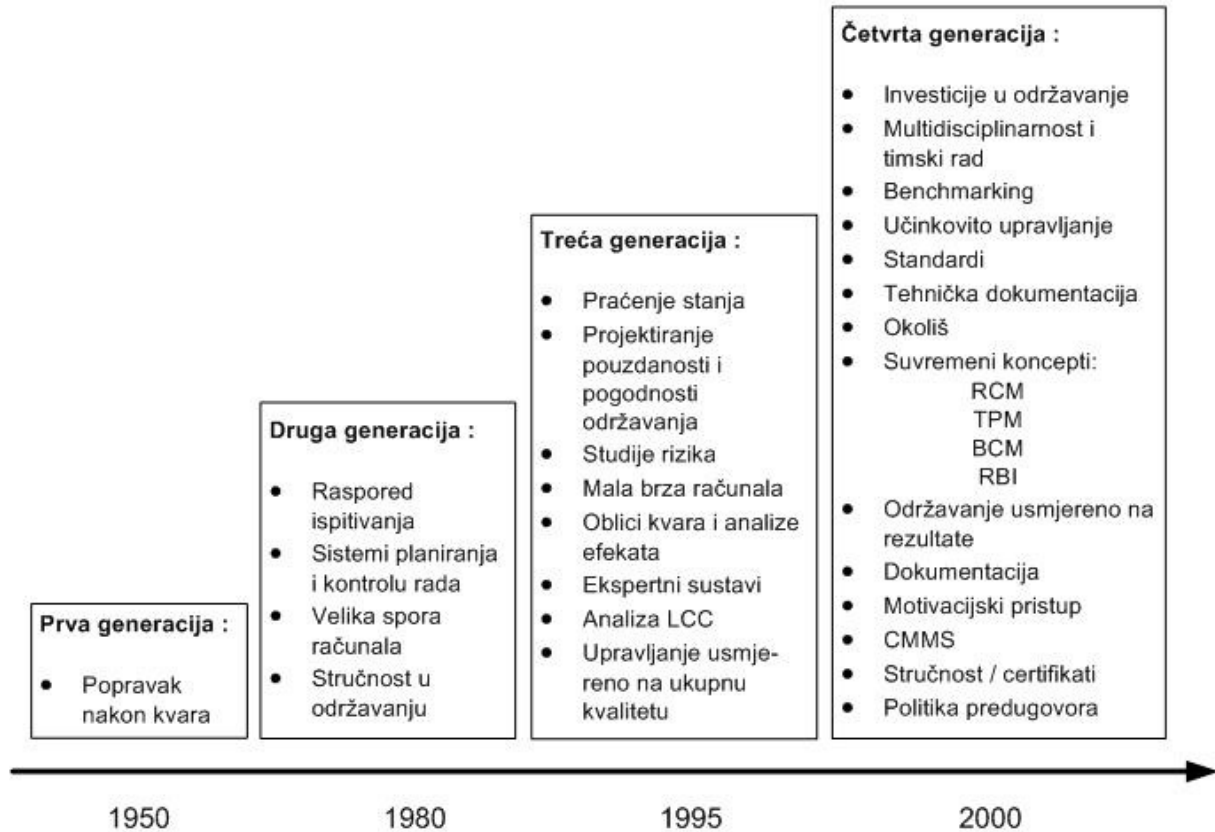 Prva generacija :
• Popravak
nakon kvara
Druga generacija :
• Raspored
ispitivanja
• Sistemi planiranja
i kontrolu rada
• Velika spora
računala
• Stručnost u
održavanju
Treća generacija :
• Praćenje stanja
• Projektiranje
pouzdanosti i
pogodnosti
održavanja
• Studije rizika
• Mala brza računala
• Oblici kvara i analize
efekata
• Ekspertni sustavi
• Analiza LCC
• Upravljanje usmje-
reno na ukupnu
kvalitetu
Četvrta generacija :
• Investicije u održavanje
• Multidisciplinarnost i
timski rad
• Benchmarking
• Učinkovito upravljanje
• Standardi
• Tehnička dokumentacija
• Okoliš
• Suvremeni koncepti:
RCM
TPM
BCM
RBI
• Održavanje usmjereno na
rezultate
• Dokumentacija
• Motivacijski pristup
• CMMS
• Stručnost / certifikati
• Politika predugovora
1950
1980
1995
2000